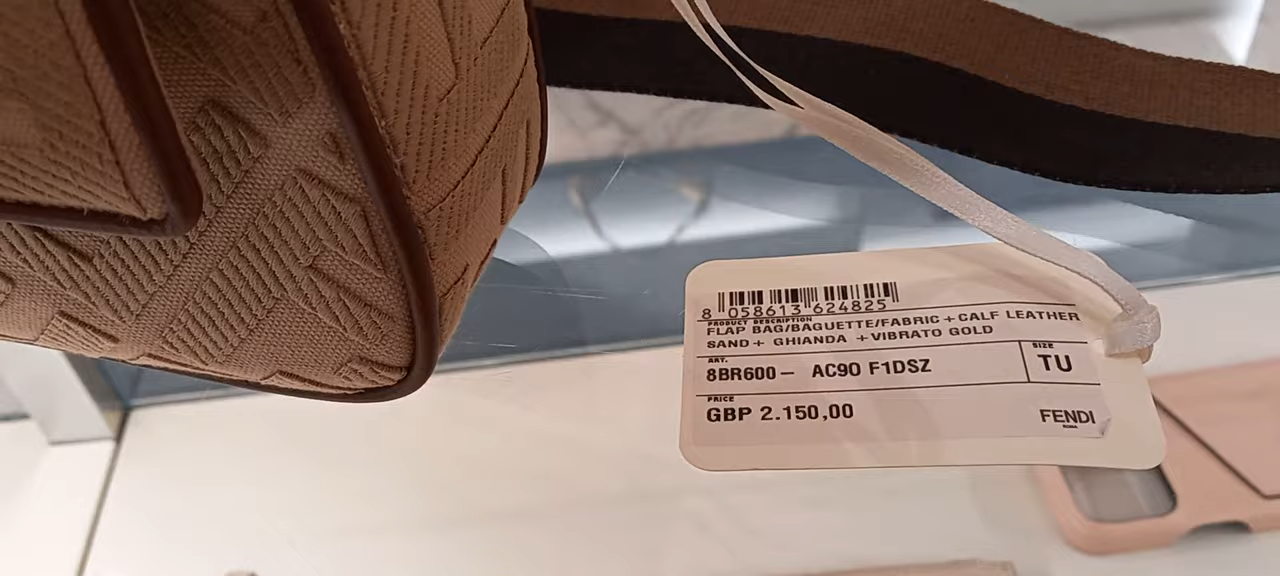 8 058613 624825
PRODUCT DESCRIPTION
FLAP BAG/BAGUETTE/FABRIC+CALF LEATHER
SAND+ GHIANDA +VIBRATO GOLD
ART.
8BR600- AC90 F1DSZ
SIZE
TU
PRICE
GBP 2.150,00
FENDI
ROMA